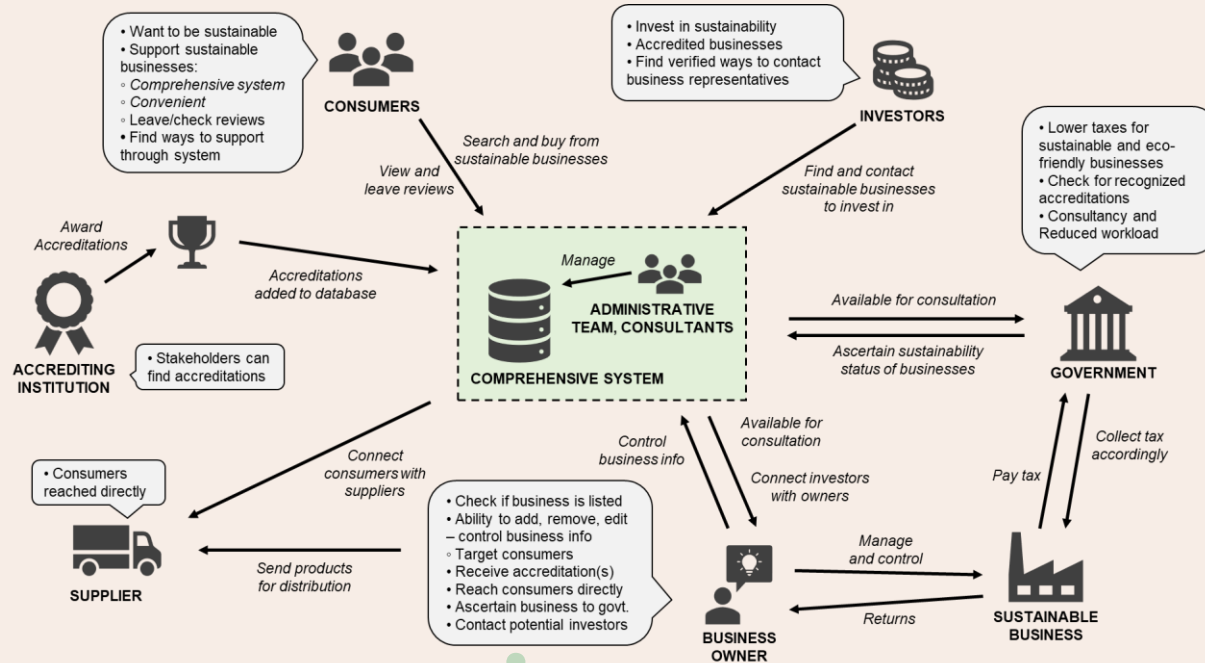 • Want to be sustainable
• Support sustainable
businesses:
◦ Comprehensive system
◦ Convenient
◦ Leave/check reviews
• Find ways to support
through system
CONSUMERS
• Invest in sustainability
• Accredited businesses
• Find verified ways to contact
business representatives
INVESTORS
• Lower taxes for
sustainable and eco-
friendly businesses
• Check for recognized
accreditations
• Consultancy and
Reduced workload
Search and buy from
sustainable businesses
View and
leave reviews
Find and contact
sustainable businesses
to invest in
Award
Accreditations
Accreditations
added to database
ACCREDITING
INSTITUTION
• Stakeholders can
find accreditations
Manage
ADMINISTRATIVE
TEAM, CONSULTANTS
COMPREHENSIVE SYSTEM
Available for consultation
Ascertain sustainability
status of businesses
GOVERNMENT
Connect
consumers with
suppliers
Control
business info
Available for
consultation
Connect investors
with owners
Pay tax
Collect tax
accordingly
• Consumers
reached directly
SUPPLIER
Send products
for distribution
• Check if business is listed
• Ability to add, remove, edit
– control business info
◦ Target consumers
• Receive accreditation(s)
• Reach consumers directly
• Ascertain business to govt.
• Contact potential investors
BUSINESS
OWNER
Manage
and control
Returns
SUSTAINABLE
BUSINESS